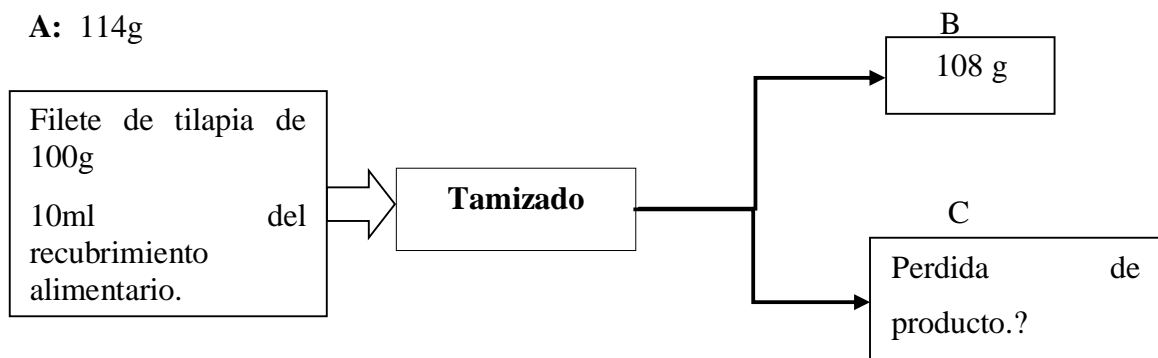 A: 114g
Filete de tilapia de
100g
10ml del
recubrimiento
alimentario.
Tamizado
B
108 g
C
Perdida de
producto.?